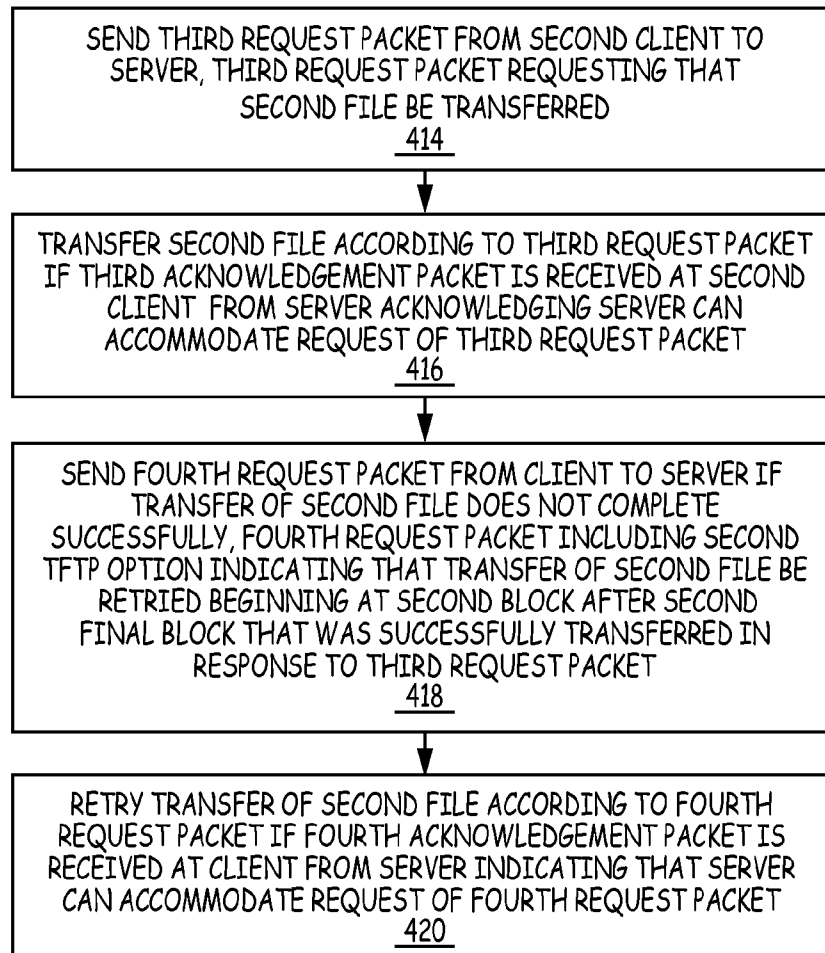 SEND THIRD REQUEST PACKET FROM SECOND CLIENT TO
SERVER, THIRD REQUEST PACKET REQUESTING THAT
SECOND FILE BE TRANSFERRED
414
TRANSFER SECOND FILE ACCORDING TO THIRD REQUEST PACKET
IF THIRD ACKNOWLEDGEMENT PACKET IS RECEIVED AT SECOND
CLIENT FROM SERVER ACKNOWLEDGING SERVER CAN
ACCOMMODATE REQUEST OF THIRD REQUEST PACKET
416
SEND FOURTH REQUEST PACKET FROM CLIENT TO SERVER IF
TRANSFER OF SECOND FILE DOES NOT COMPLETE
SUCCESSFULLY, FOURTH REQUEST PACKET INCLUDING SECOND
TFTP OPTION INDICATING THAT TRANSFER OF SECOND FILE BE
RETRIED BEGINNING AT SECOND BLOCK AFTER SECOND
FINAL BLOCK THAT WAS SUCCESSFULLY TRANSFERRED IN
RESPONSE TO THIRD REQUEST PACKET
418
RETRY TRANSFER OF SECOND FILE ACCORDING TO FOURTH
REQUEST PACKET IF FOURTH ACKNOWLEDGEMENT PACKET IS
RECEIVED AT CLIENT FROM SERVER INDICATING THAT SERVER
CAN ACCOMMODATE REQUEST OF FOURTH REQUEST PACKET
420